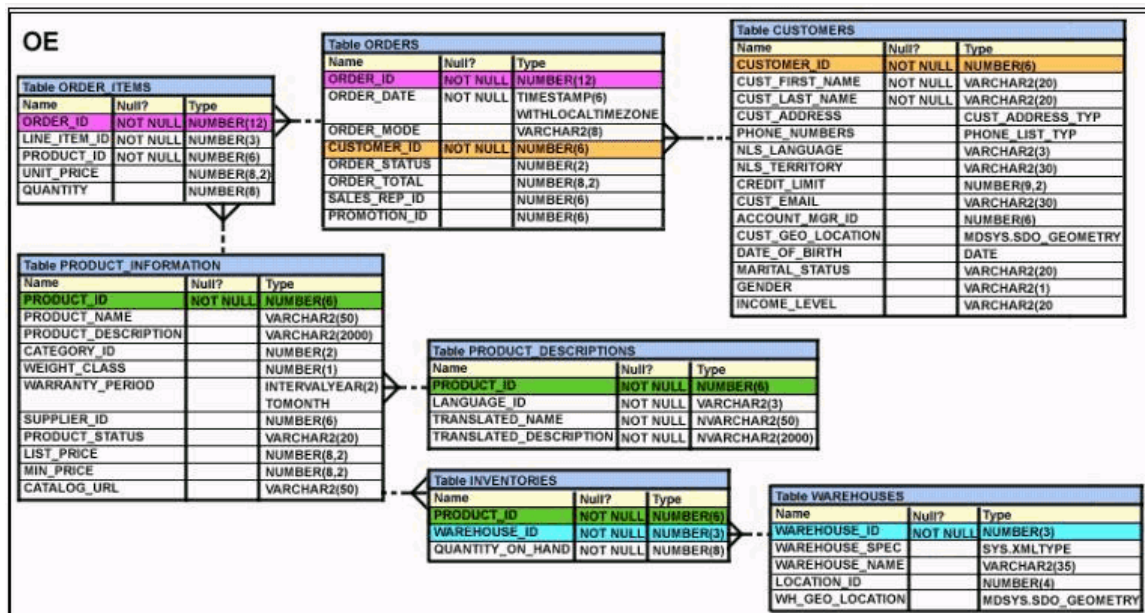 OE
Table ORDER_ITEMS
Name Null? Type
ORDER_ID NOT NULL NUMBER(12)
LINE_ITEM_ID NOT NULL NUMBER(3)
PRODUCT_ID NOT NULL NUMBER(6)
UNIT_PRICE NUMBER(8,2)
QUANTITY NUMBER(8)
Table ORDERS
Name Null? Type
ORDER_ID NOT NULL NUMBER(12)
ORDER_DATE NOT NULL TIMESTAMP(6)
WITHLOCALTIMEZONE
ORDER_MODE VARCHAR2(8)
CUSTOMER_ID NOT NULL NUMBER(6)
ORDER_STATUS NUMBER(2)
ORDER_TOTAL NUMBER(8,2)
SALES_REP_ID NUMBER(6)
PROMOTION_ID NUMBER(6)
Table CUSTOMERS
Name Null? Type
CUSTOMER_ID NOT NULL NUMBER(6)
CUST_FIRST_NAME NOT NULL VARCHAR2(20)
CUST_LAST_NAME NOT NULL VARCHAR2(20)
CUST_ADDRESS CUST_ADDRESS_TYP
PHONE_NUMBERS PHONE_LIST_TYP
NLS_LANGUAGE VARCHAR2(3)
NLS_TERRITORY VARCHAR2(30)
CREDIT_LIMIT NUMBER(9,2)
CUST_EMAIL VARCHAR2(30)
ACCOUNT_MGR_ID NUMBER(6)
CUST_GEO_LOCATION MDSYS.SDO_GEOMETRY
DATE_OF_BIRTH DATE
MARITAL_STATUS VARCHAR2(20)
GENDER VARCHAR2(1)
INCOME_LEVEL VARCHAR2(20
Table PRODUCT_INFORMATION
Name Null? Type
PRODUCT_ID NOT NULL NUMBER(6)
PRODUCT_NAME VARCHAR2(50)
PRODUCT_DESCRIPTION VARCHAR2(2000)
CATEGORY_ID NUMBER(2)
WEIGHT_CLASS NUMBER(1)
WARRANTY_PERIOD INTERVALYEAR(2)
TOMONTH
SUPPLIER_ID NUMBER(6)
PRODUCT_STATUS VARCHAR2(20)
LIST_PRICE NUMBER(8,2)
MIN_PRICE NUMBER(8,2)
CATALOG_URL VARCHAR2(50)
Table PRODUCT_DESCRIPTIONS
Name Null? Type
PRODUCT_ID NOT NULL NUMBER(6)
LANGUAGE_ID NOT NULL VARCHAR2(3)
TRANSLATED_NAME NOT NULL NVARCHAR2(50)
TRANSLATED_DESCRIPTION NOT NULL NVARCHAR2(2000)
Table INVENTORIES
Name Null? Type
PRODUCT_ID NOT NULL NUMBER(6)
WAREHOUSE_ID NOT NULL NUMBER(3)
QUANTITY_ON_HAND NOT NULL NUMBER(8)
Table WAREHOUSES
Name Null? Type
WAREHOUSE_ID NOT NULL NUMBER(3)
WAREHOUSE_SPEC SYS.XMLTYPE
WAREHOUSE_NAME VARCHAR2(35)
LOCATION_ID NUMBER(4)
WH_GEO_LOCATION MDSYS.SDO_GEOMETRY